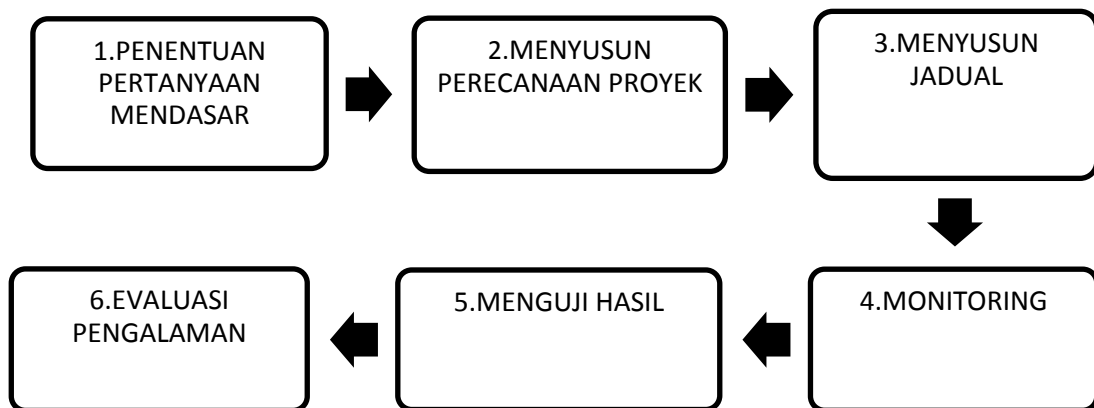 1.PENENTUAN
PERTANYAAN
MENDASAR
2.MENYUSUN
PERECANAAN PROYEK
3.MENYUSUN
JADUAL
4.MONITORING
5.MENGUJI HASIL
6.EVALUASI
PENGALAMAN